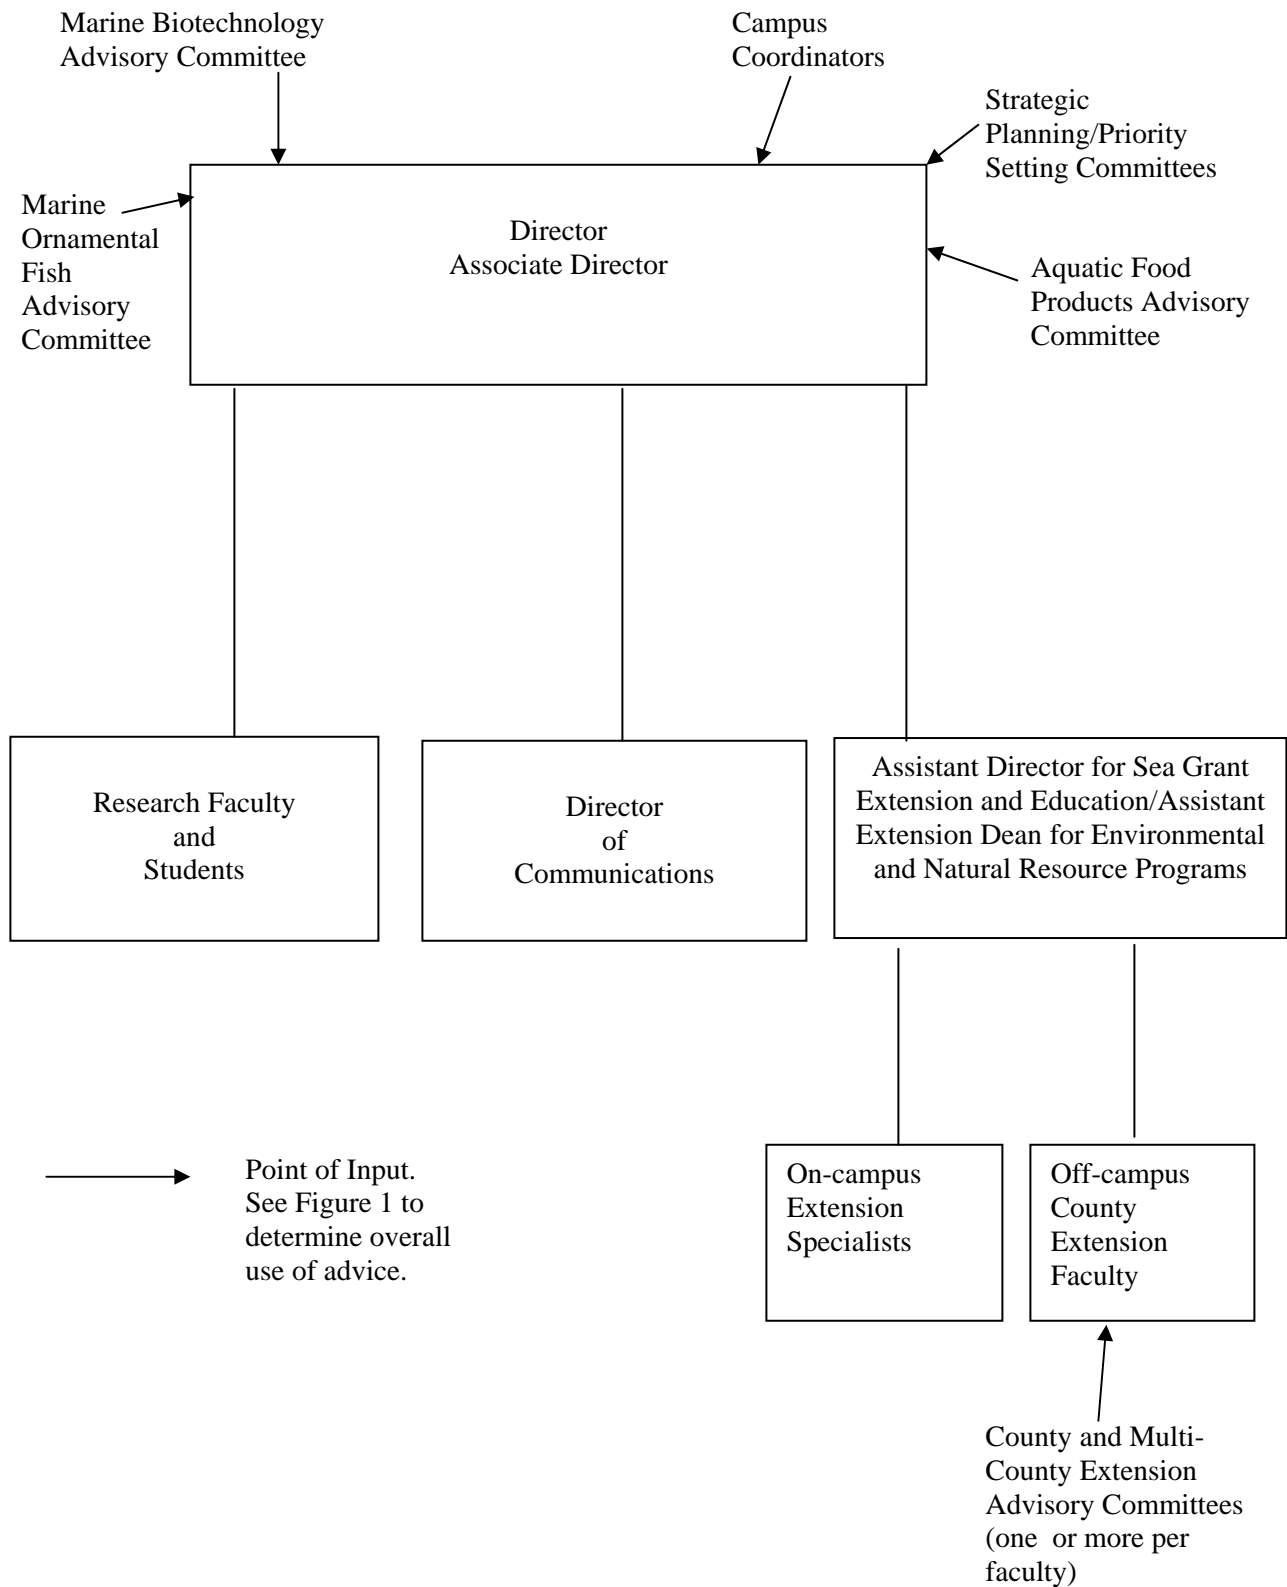 Marine Biotechnology
Advisory Committee
Campus
Coordinators
Strategic
Planning/Priority
Setting Committees
Marine
Ornamental
Fish
Advisory
Committee
Director
Associate Director
Aquatic Food
Products Advisory
Committee
Research Faculty
and
Students
Director
of
Communications
Assistant Director for Sea Grant
Extension and Education/Assistant
Extension Dean for Environmental
and Natural Resource Programs
Point of Input.
See Figure 1 to
determine overall
use of advice.
On-campus
Extension
Specialists
Off-campus
County
Extension
Faculty
County and Multi-
County Extension
Advisory Committees
(one or more per
faculty)